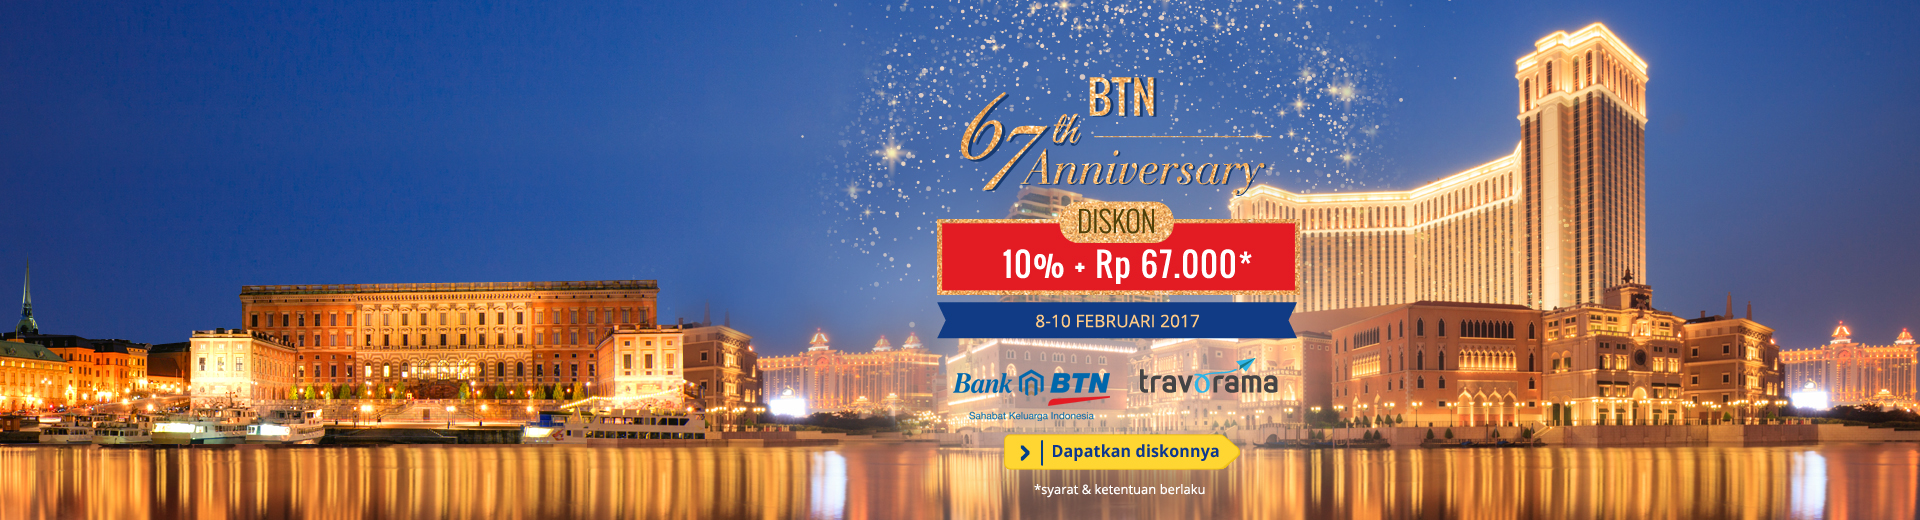 BTN
67th
Anniversary
DISKON
10% + Rp 67.000*
8-10 FEBRUARI 2017
Bank BTN
travorama
Sahabat Keluarga Indonesia
Dapatkan diskonnya
*syarat & ketentuan berlaku